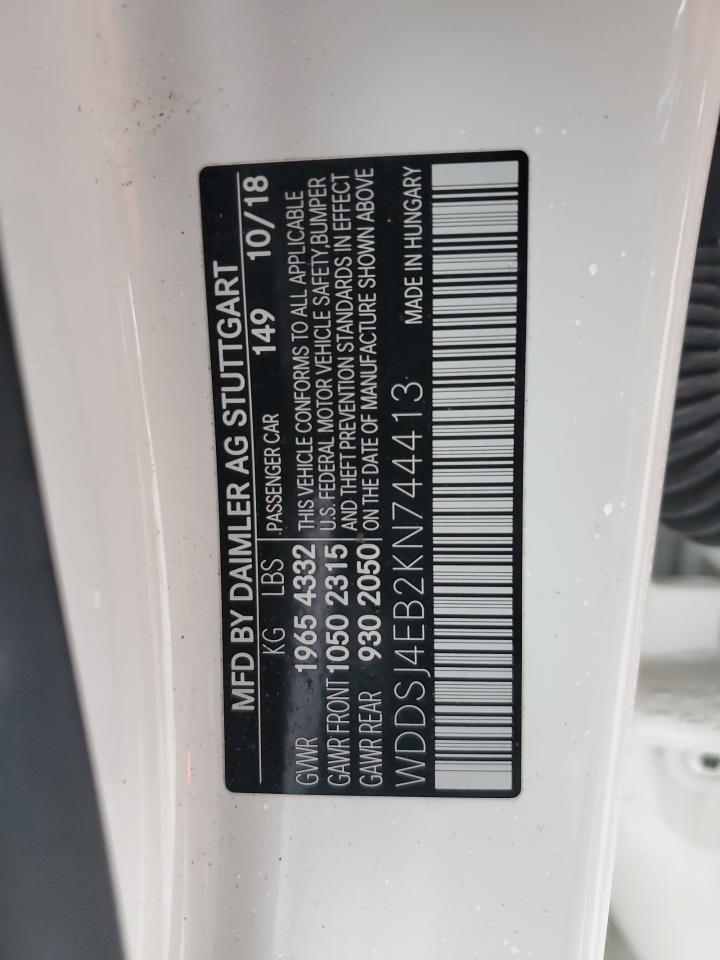 MFD BY DAIMLER AG STUTTGART
KG LBS PASSENGER CAR 149 10/18
GVWR 1965 4332 THIS VEHICLE CONFORMS TO ALL APPLICABLE
GAWR FRONT 1050 2315 U.S. FEDERAL MOTOR VEHICLE SAFETY,BUMPER
AND THEFT PREVENTION STANDARDS IN EFFECT
GAWR REAR 930 2050 ON THE DATE OF MANUFACTURE SHOWN ABOVE
WDDSJ4EB2KN744413 MADE IN HUNGARY